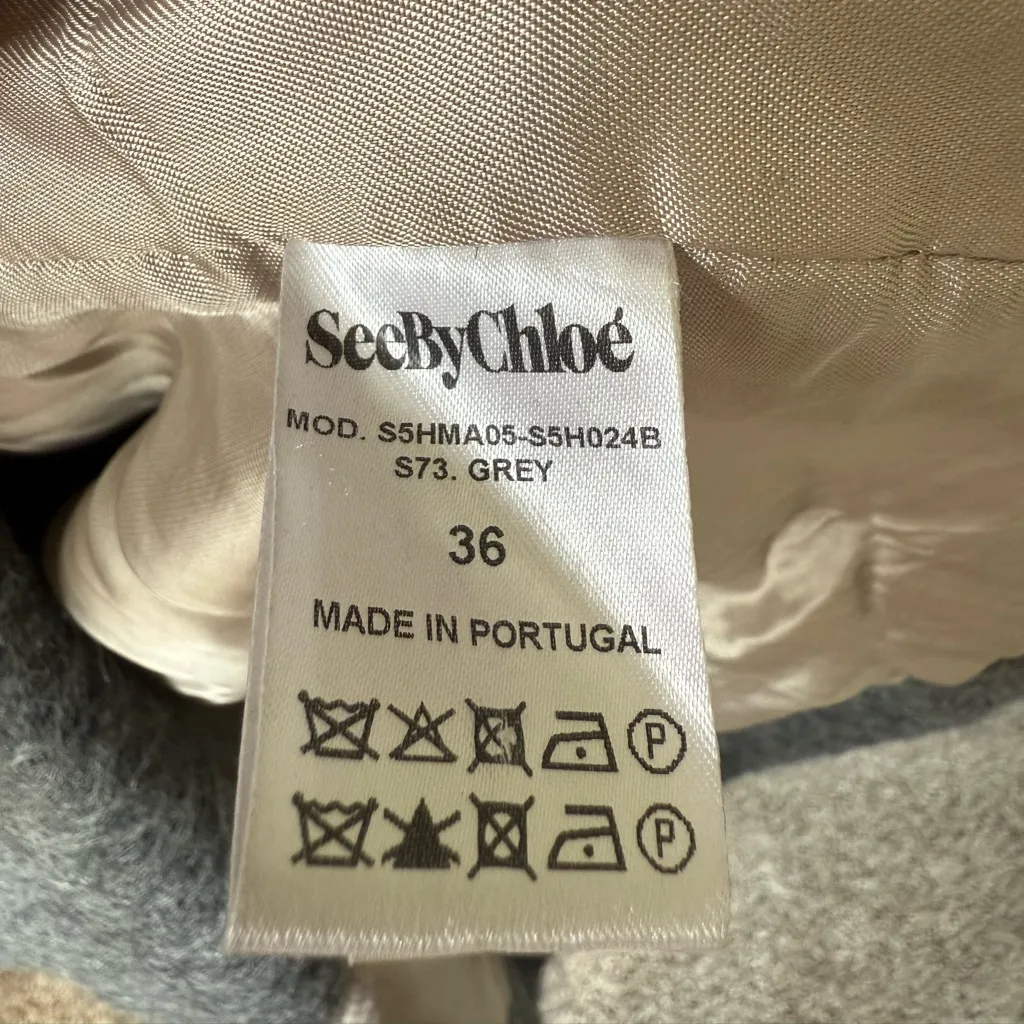 SeeByChloé
MOD. S5HMA05-S5H024B
S73. GREY
36
MADE IN PORTUGAL
P
P